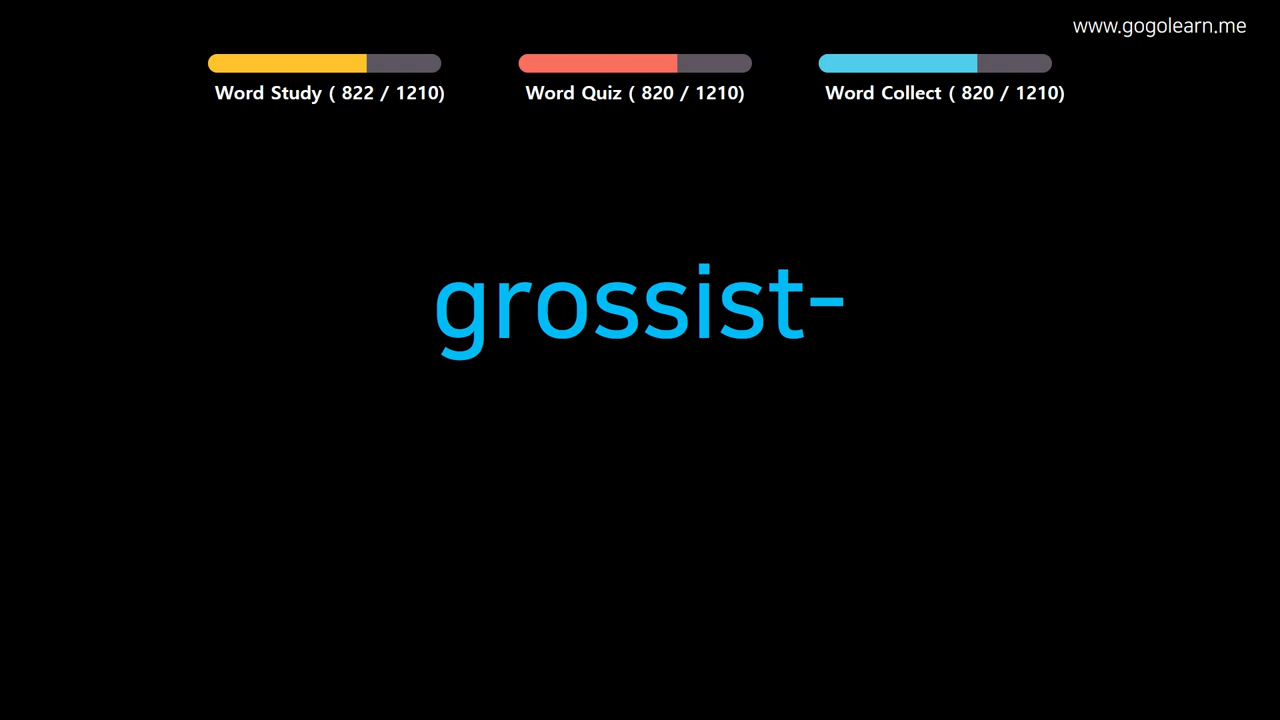 www.gogolearn.me
Word Study ( 822 / 1210)
Word Quiz ( 820 / 1210)
Word Collect ( 820 / 1210)
grossist-